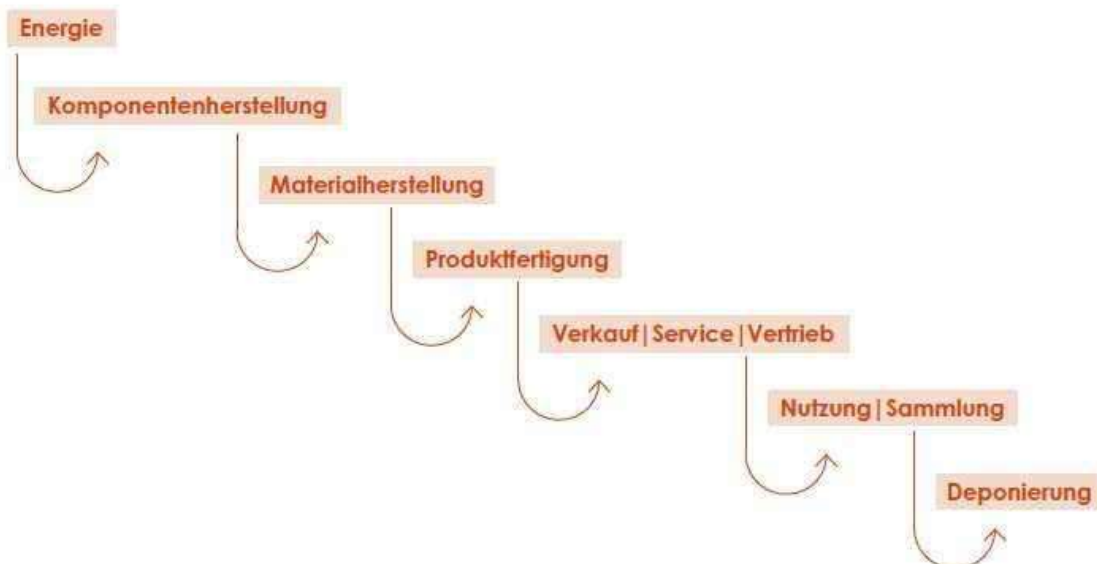 Energie
Komponentenherstellung
Materialherstellung
Produktfertigung
Verkauf|Service|Vertrieb
Nutzung|Sammlung
Deponierung